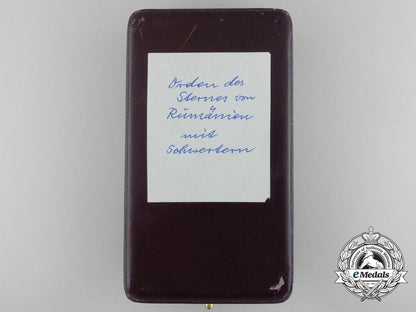 Orden des
Sternes von
Rumänien
mit
Schwertern
eMedals